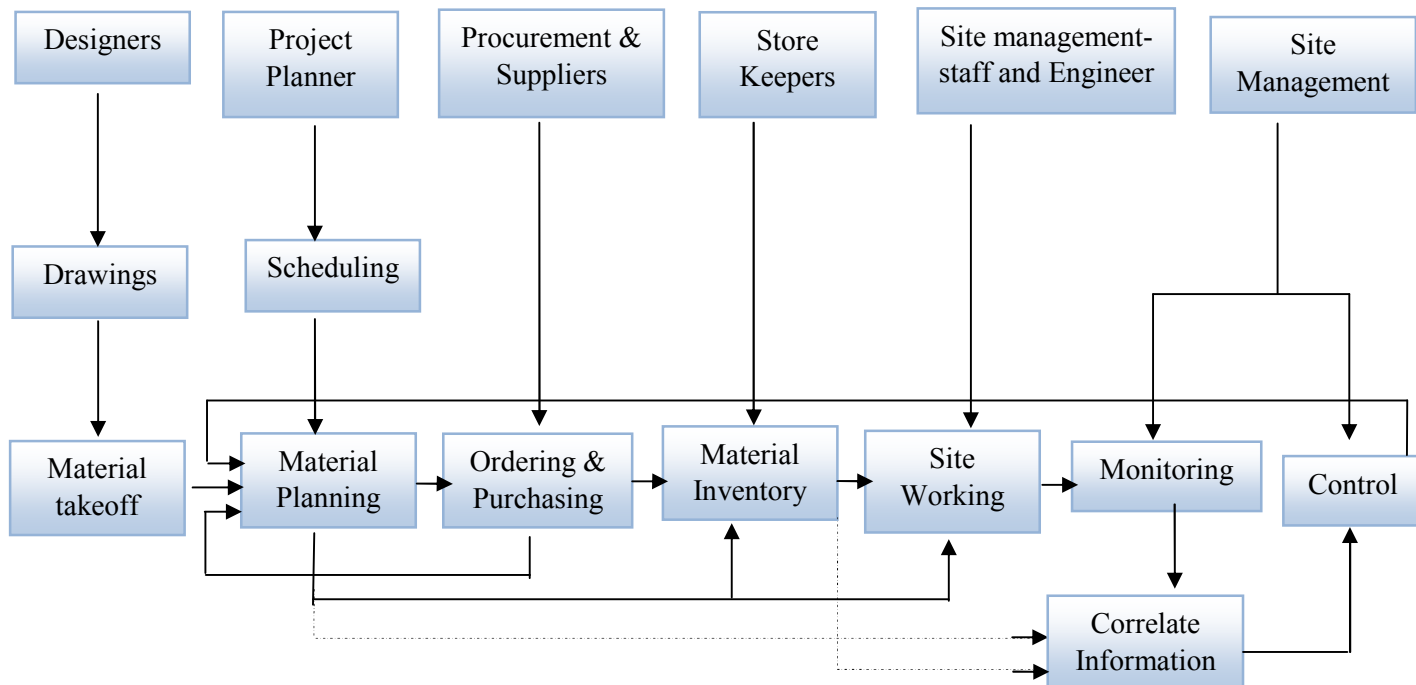 Designers
Project
Planner
Procurement &
Suppliers
Store
Keepers
Site management-
staff and Engineer
Site
Management
Drawings
Scheduling
Material
takeoff
Material
Planning
Ordering &
Purchasing
Material
Inventory
Site
Working
Monitoring
Control
Correlate
Information